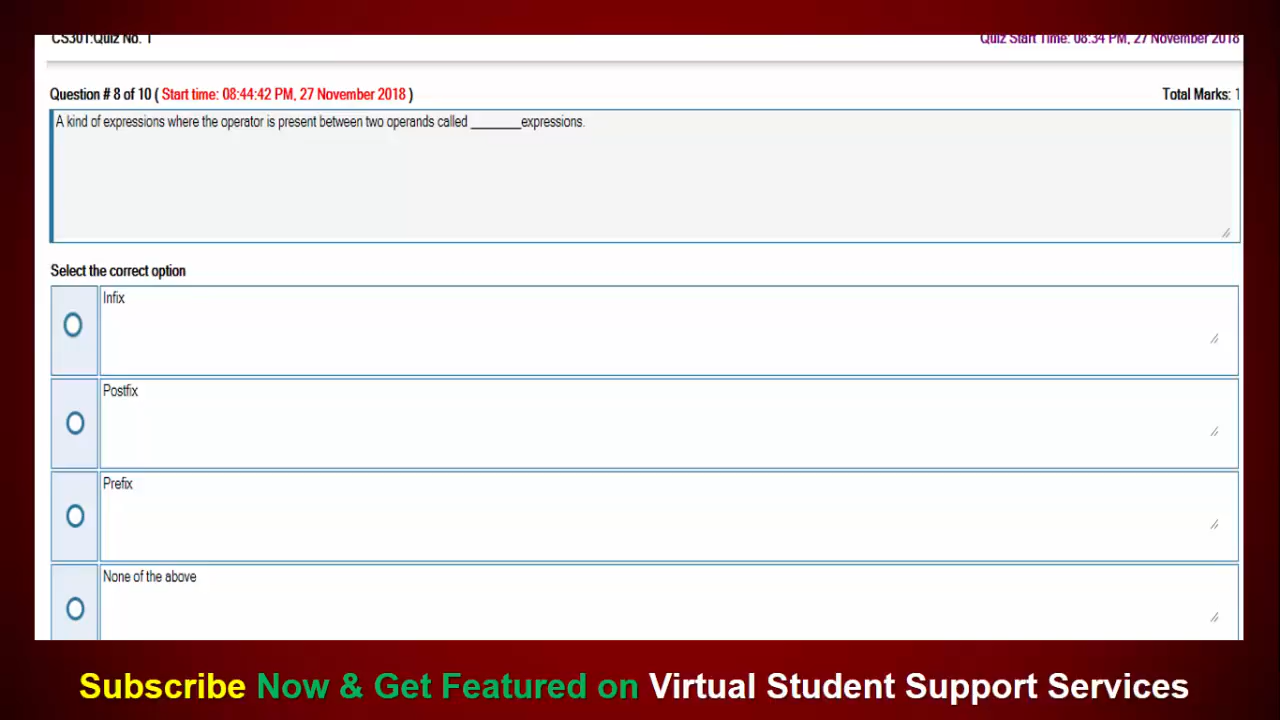 CS301:Quiz No. 1
Quiz Start Time: 08:34 PM, 27 November 2018
Question # 8 of 10 ( Start time: 08:44:42 PM, 27 November 2018 )
Total Marks: 1
A kind of expressions where the operator is present between two operands called ________expressions.
Select the correct option
Infix
Postfix
Prefix
None of the above
Subscribe Now & Get Featured on Virtual Student Support Services